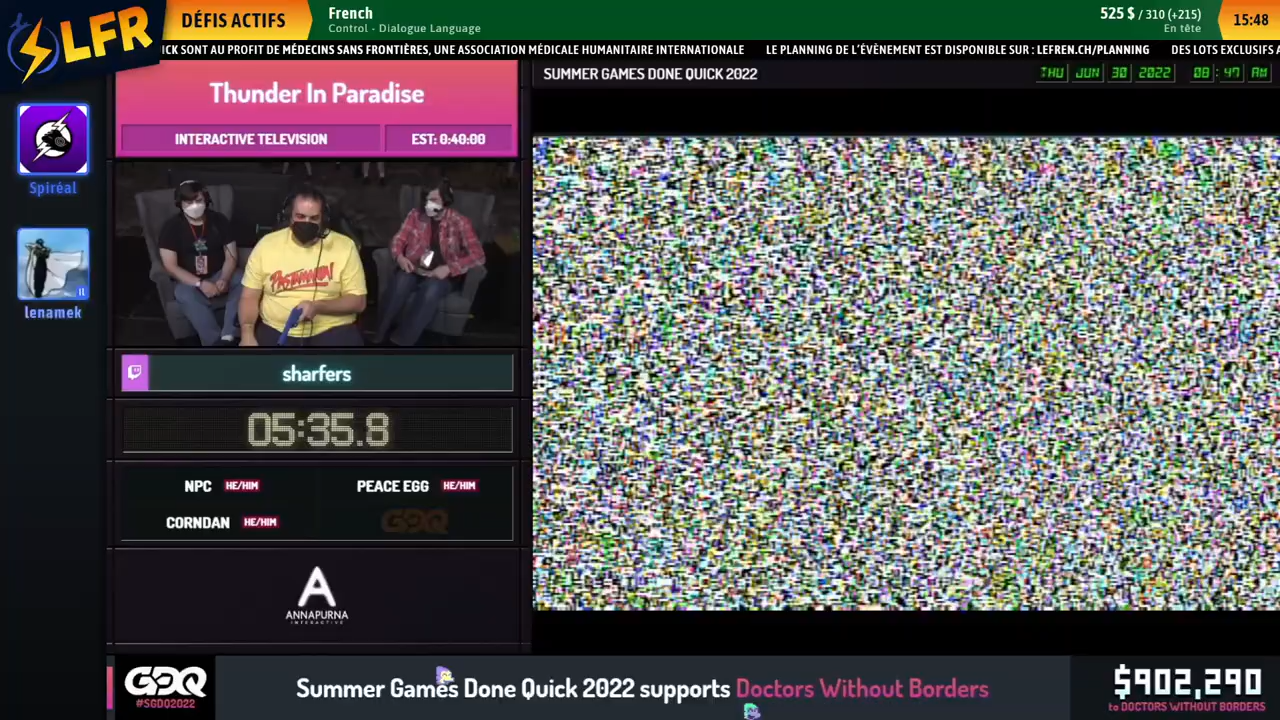 LFR
DÉFIS ACTIFS
French
Control - Dialogue Language
525 $ / 310 (+215)
En tête
15:48
ICK SONT AU PROFIT DE MÉDECINS SANS FRONTIÈRES, UNE ASSOCIATION MÉDICALE HUMANITAIRE INTERNATIONALE LE PLANNING DE L'ÉVÈNEMENT EST DISPONIBLE SUR : LEFREN.CH/PLANNING DES LOTS EXCLUSIFS A
Spiréal
lenamek
Thunder In Paradise
INTERACTIVE TELEVISION
EST: 0:40:00
SUMMER GAMES DONE QUICK 2022
THU JUN 30 2022 08:47 AM
sharfers
05:35.8
NPC HE/HIM
PEACE EGG HE/HIM
CORNDAN HE/HIM
GDQ
ANNAPURNA
INTERACTIVE
GDQ
#SGDQ2022
Summer Games Done Quick 2022 supports Doctors Without Borders
$902,290
to DOCTORS WITHOUT BORDERS